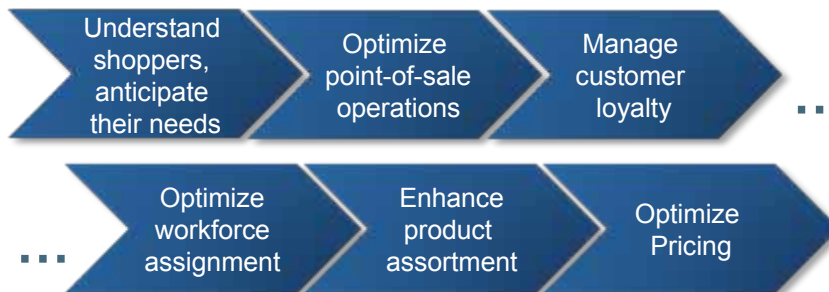 Understand
shoppers,
anticipate
their needs
Optimize
point-of-sale
operations
Manage
customer
loyalty
...
...
Optimize
workforce
assignment
Enhance
product
assortment
Optimize
Pricing